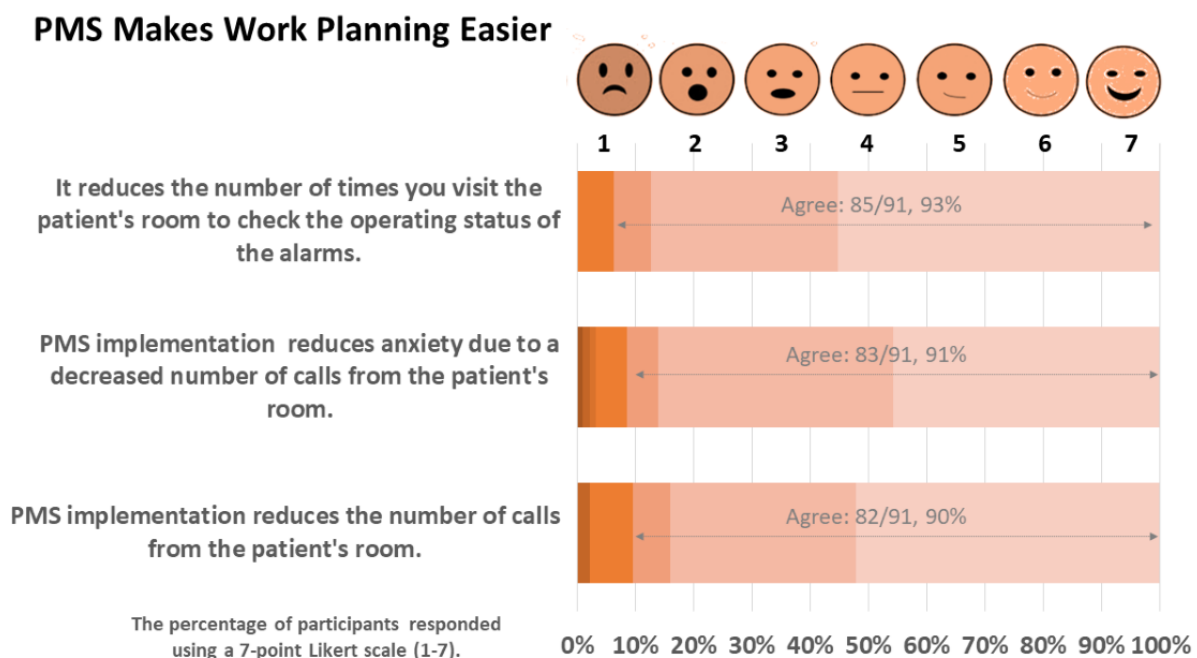 PMS Makes Work Planning Easier
1 2 3 4 5 6 7
It reduces the number of times you visit the
patient's room to check the operating status of
the alarms.
Agree: 85/91, 93%
PMS implementation reduces anxiety due to a
decreased number of calls from the patient's
room.
Agree: 83/91, 91%
PMS implementation reduces the number of calls
from the patient's room.
Agree: 82/91, 90%
The percentage of participants responded
using a 7-point Likert scale (1-7).
0% 10% 20% 30% 40% 50% 60% 70% 80% 90% 100%